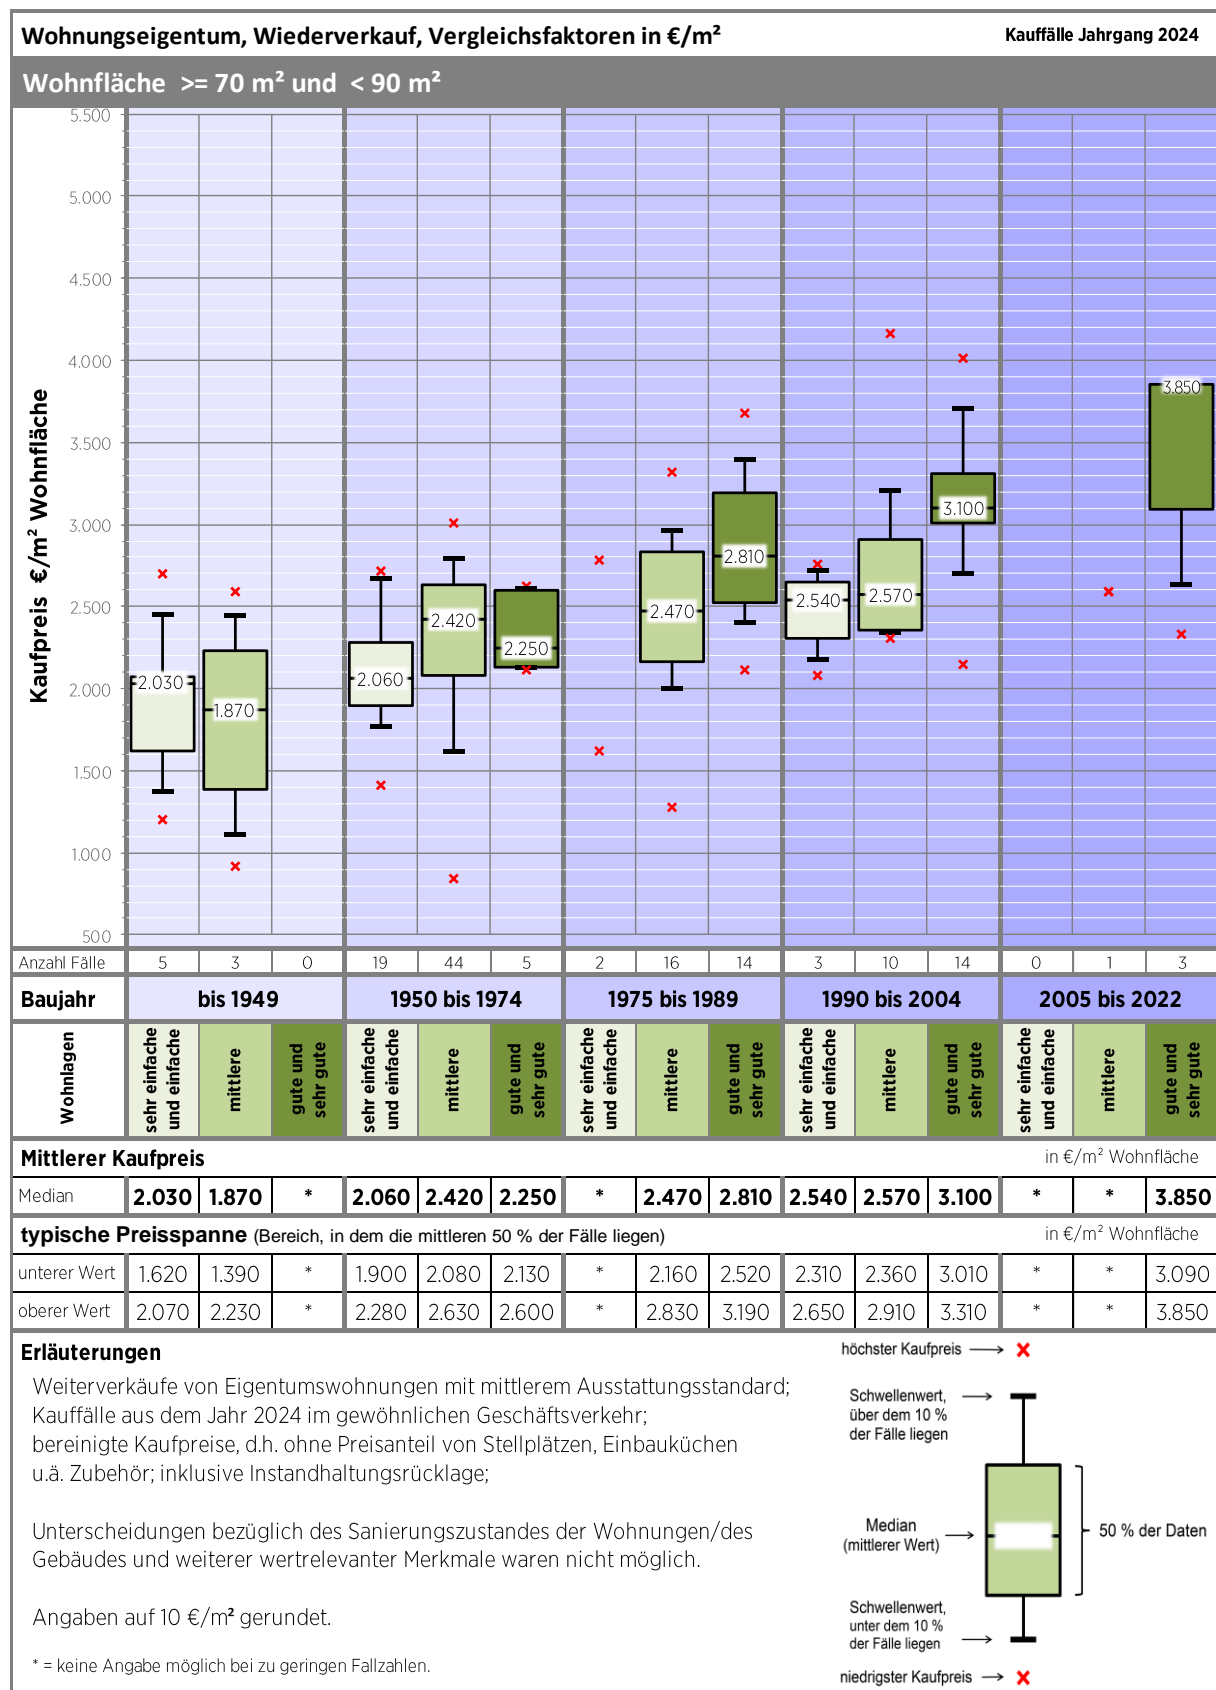 Wohnungseigentum, Wiederverkauf, Vergleichsfaktoren in €/m² Kauffälle Jahrgang 2024
Wohnfläche >= 70 m² und < 90 m²
Kaufpreis €/m² Wohnfläche
5.500
5.000
4.500
4.000
3.500
3.000
2.500
2.000
1.500
1.000
500
2.030
1.870
2.060
2.420
2.250
2.470
2.810
2.540
2.570
3.100
3.850
Anzahl Fälle 5 3 0 19 44 5 2 16 14 3 10 14 0 1 3
Baujahr bis 1949 1950 bis 1974 1975 bis 1989 1990 bis 2004 2005 bis 2022
Wohnlagen
sehr einfache
und einfache
mittlere
gute und
sehr gute
sehr einfache
und einfache
mittlere
gute und
sehr gute
sehr einfache
und einfache
mittlere
gute und
sehr gute
sehr einfache
und einfache
mittlere
gute und
sehr gute
sehr einfache
und einfache
mittlere
gute und
sehr gute
Mittlerer Kaufpreis in €/m² Wohnfläche
Median 2.030 1.870 * 2.060 2.420 2.250 * 2.470 2.810 2.540 2.570 3.100 * * 3.850
typische Preisspanne (Bereich, in dem die mittleren 50 % der Fälle liegen) in €/m² Wohnfläche
unterer Wert 1.620 1.390 * 1.900 2.080 2.130 * 2.160 2.520 2.310 2.360 3.010 * * 3.090
oberer Wert 2.070 2.230 * 2.280 2.630 2.600 * 2.830 3.190 2.650 2.910 3.310 * * 3.850
Erläuterungen
Weiterverkäufe von Eigentumswohnungen mit mittlerem Ausstattungsstandard;
Kauffälle aus dem Jahr 2024 im gewöhnlichen Geschäftsverkehr;
bereinigte Kaufpreise, d.h. ohne Preisanteil von Stellplätzen, Einbauküchen
u.ä. Zubehör; inklusive Instandhaltungsrücklage;
Unterscheidungen bezüglich des Sanierungszustandes der Wohnungen/des
Gebäudes und weiterer wertrelevanter Merkmale waren nicht möglich.
Angaben auf 10 €/m² gerundet.
* = keine Angabe möglich bei zu geringen Fallzahlen.
höchster Kaufpreis
Schwellenwert,
über dem 10 %
der Fälle liegen
Median
(mittlerer Wert)
50 % der Daten
Schwellenwert,
unter dem 10 %
der Fälle liegen
niedrigster Kaufpreis